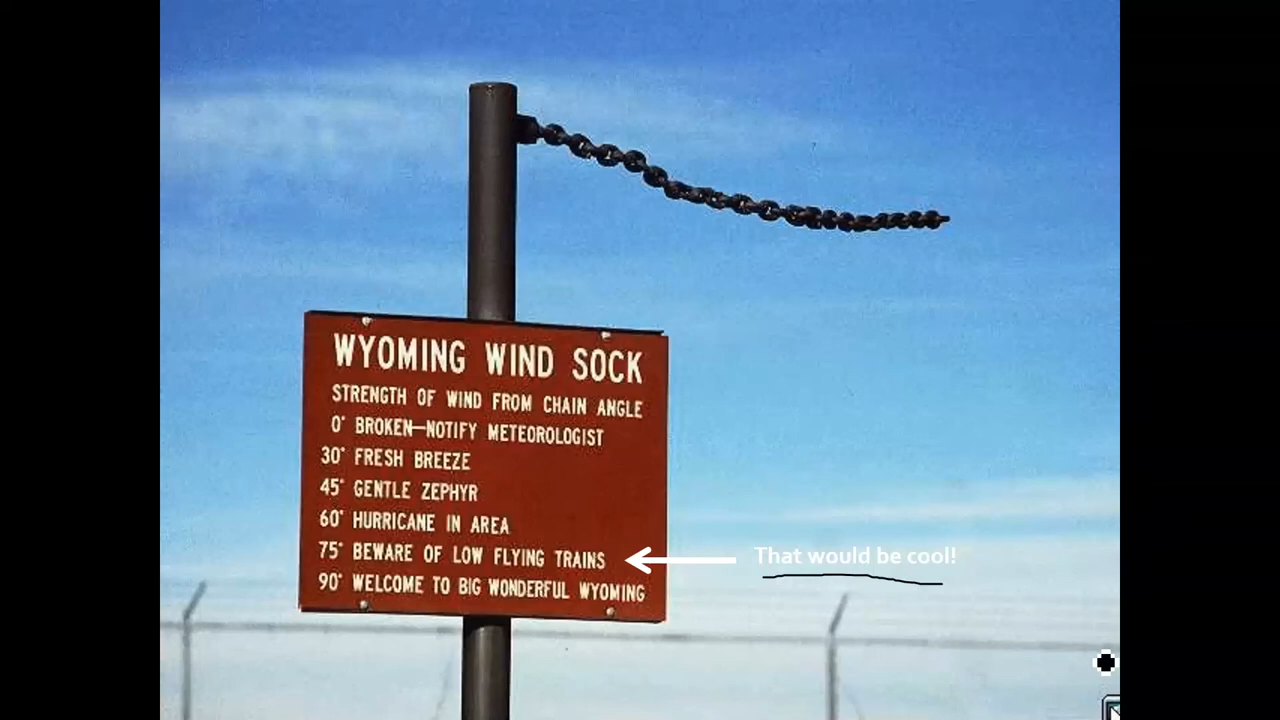 WYOMING WIND SOCK
STRENGTH OF WIND FROM CHAIN ANGLE
0° BROKEN—NOTIFY METEOROLOGIST
30° FRESH BREEZE
45° GENTLE ZEPHYR
60° HURRICANE IN AREA
75° BEWARE OF LOW FLYING TRAINS
That would be cool!
90° WELCOME TO BIG WONDERFUL WYOMING